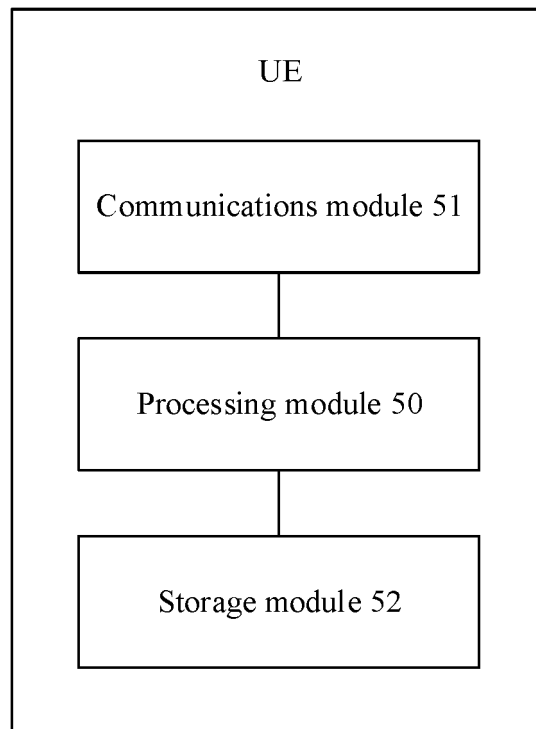 UE
Communications module 51
Processing module 50
Storage module 52